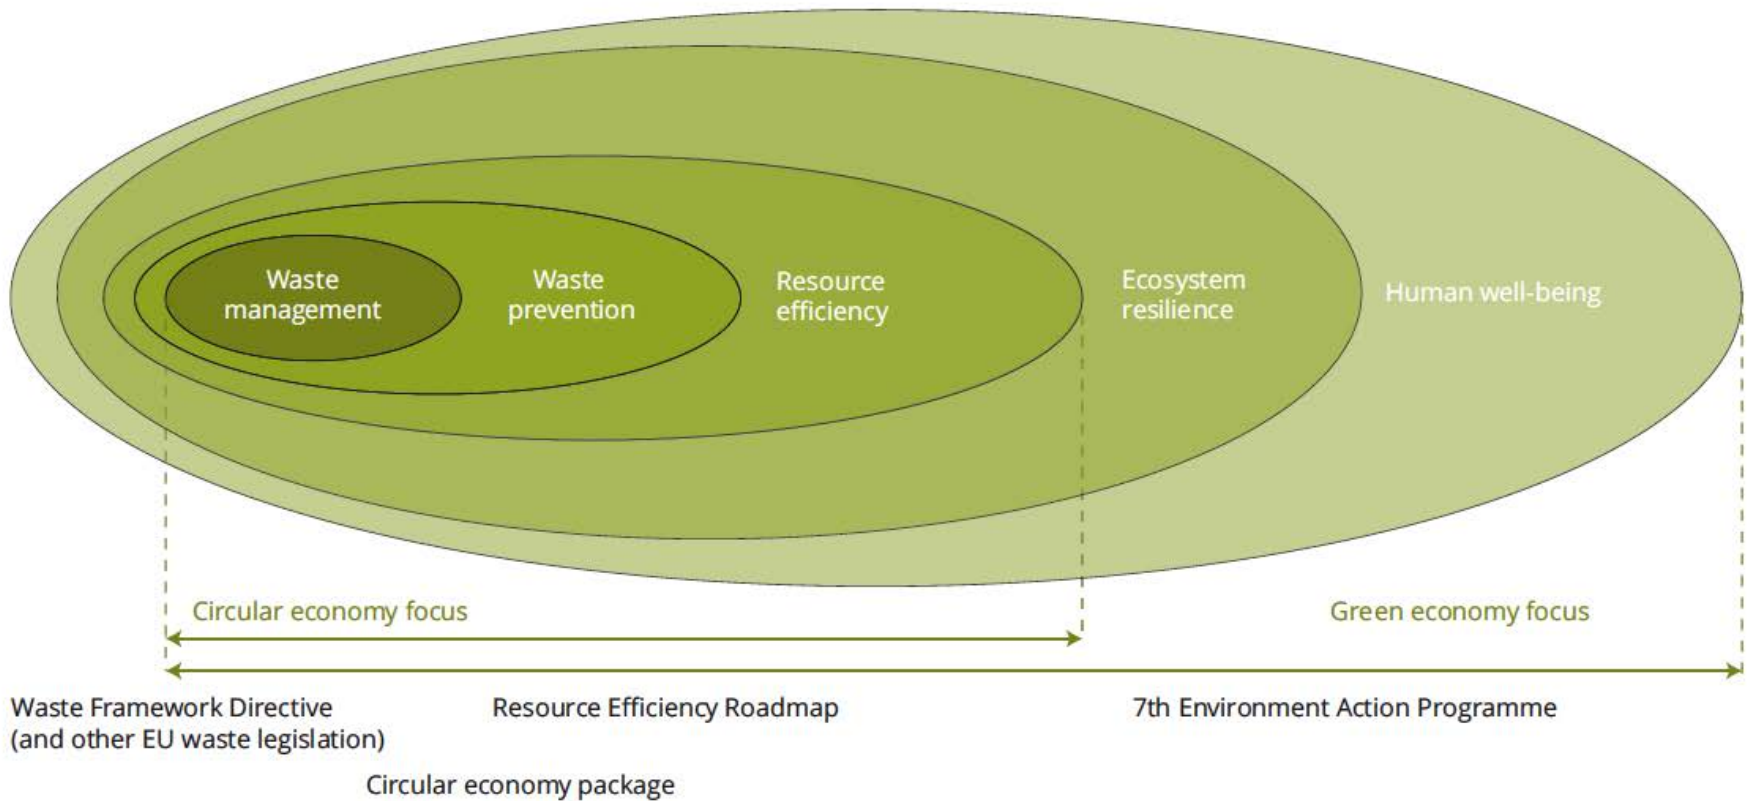 Waste
management
Waste
prevention
Resource
efficiency
Ecosystem
resilience
Human well-being
Circular economy focus
Green economy focus
Waste Framework Directive
(and other EU waste legislation)
Resource Efficiency Roadmap
7th Environment Action Programme
Circular economy package